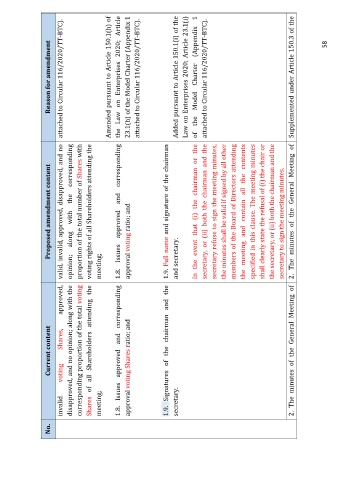 No.
Current content
Proposed amendment content
Reason for amendment
invalid voting Shares, approved,
disapproved, and no opinion; along with the
corresponding proportion of the total voting
Shares of all Shareholders attending the
meeting;
valid, invalid, approved, disapproved, and no
opinion; along with the corresponding
proportion of the total number of Shares with
voting rights of all Shareholders attending the
meeting;
attached to Circular 116/2020/TT-BTC).
1.8. Issues approved and corresponding
approval voting Shares ratio; and
1.8. Issues approved and corresponding
approval voting ratio; and
Amended pursuant to Article 150.1(h) of
the Law on Enterprises 2020; Article
23.1(h) of the Model Charter (Appendix 1
attached to Circular 116/2020/TT-BTC).
1.9. Signatures of the chairman and the
secretary.
1.9. Full name and signature of the chairman
and secretary.
In the event that (i) the chairman or the
secretary, or (ii) both the chairman and the
secretary refuse to sign the meeting minutes,
the minutes shall be valid if signed by all other
members of the Board of Directors attending
the meeting and contain all the contents
specified in this clause. The meeting minutes
shall clearly state the refusal of (i) the chair or
the secretary, or (ii) both the chairman and the
secretary to sign the meeting minutes.
Added pursuant to Article 150.1(i) of the
Law on Enterprises 2020; Article 23.1(i)
of the Model Charter (Appendix 1
attached to Circular 116/2020/TT-BTC).
2. The minutes of the General Meeting of
2. The minutes of the General Meeting of
Supplemented under Article 150.3 of the
58